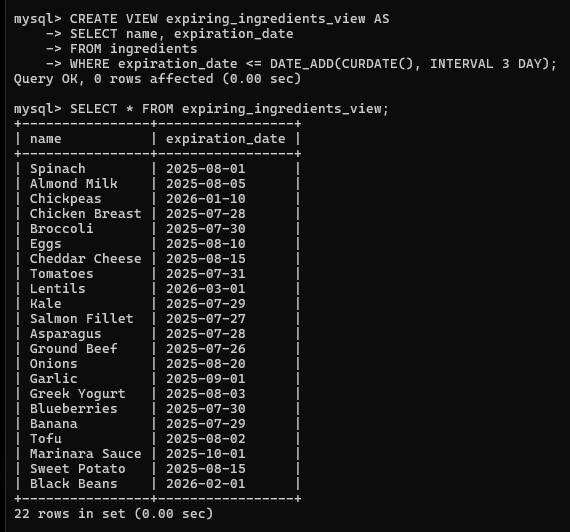 mysql> CREATE VIEW expiring_ingredients_view AS
    -> SELECT name, expiration_date
    -> FROM ingredients
    -> WHERE expiration_date <= DATE_ADD(CURDATE(), INTERVAL 3 DAY);
Query OK, 0 rows affected (0.00 sec)

mysql> SELECT * FROM expiring_ingredients_view;
+----------------+-----------------+
| name           | expiration_date |
+----------------+-----------------+
| Spinach        | 2025-08-01      |
| Almond Milk    | 2025-08-05      |
| Chickpeas      | 2026-01-10      |
| Chicken Breast | 2025-07-28      |
| Broccoli       | 2025-07-30      |
| Eggs           | 2025-08-10      |
| Cheddar Cheese | 2025-08-15      |
| Tomatoes       | 2025-07-31      |
| Lentils        | 2026-03-01      |
| Kale           | 2025-07-29      |
| Salmon Fillet  | 2025-07-27      |
| Asparagus      | 2025-07-28      |
| Ground Beef    | 2025-07-26      |
| Onions         | 2025-08-20      |
| Garlic         | 2025-09-01      |
| Greek Yogurt   | 2025-08-03      |
| Blueberries    | 2025-07-30      |
| Banana         | 2025-07-29      |
| Tofu           | 2025-08-02      |
| Marinara Sauce | 2025-10-01      |
| Sweet Potato   | 2025-08-15      |
| Black Beans    | 2026-02-01      |
+----------------+-----------------+
22 rows in set (0.00 sec)